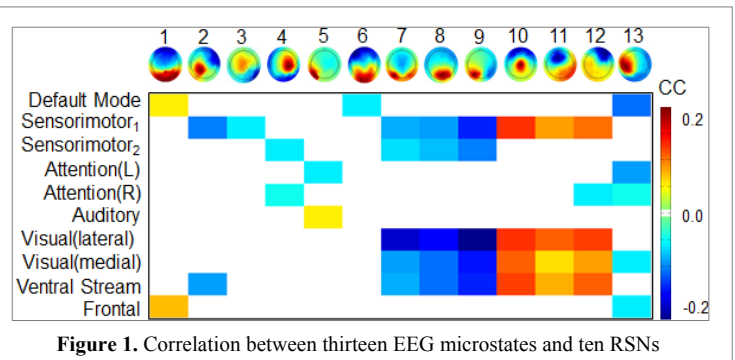 1 2 3 4 5 6 7 8 9 10 11 12 13
CC
Default Mode
Sensorimotor₁
Sensorimotor₂
Attention(L)
Attention(R)
Auditory
Visual(lateral)
Visual(medial)
Ventral Stream
Frontal
0.2
0.0
-0.2
Figure 1. Correlation between thirteen EEG microstates and ten RSNs